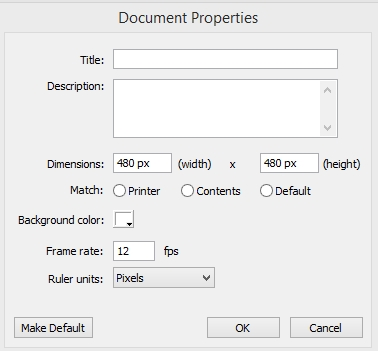 Document Properties
Title:
Description:
Dimensions: 480 px (width) x 480 px (height)
Match: Printer Contents Default
Background color:
Frame rate: 12 fps
Ruler units: Pixels
Make Default OK Cancel